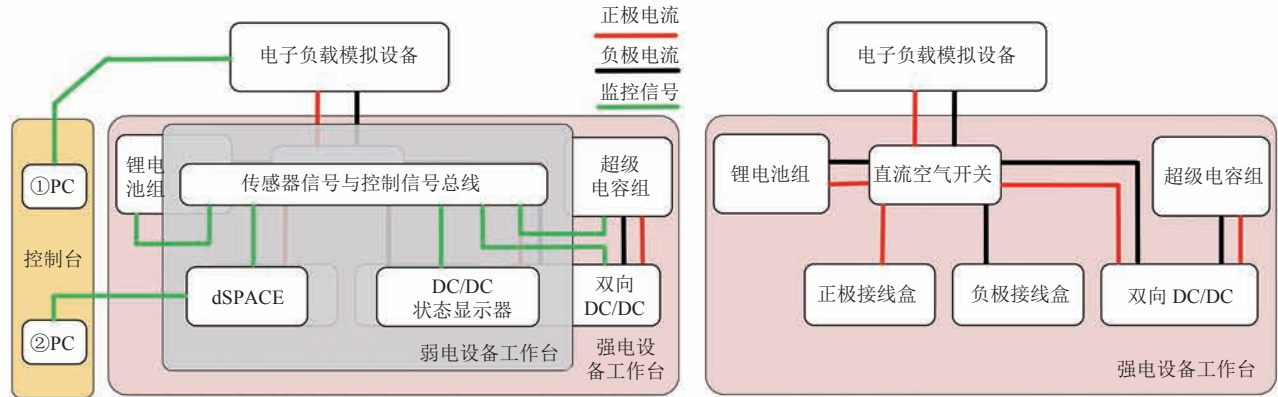 电子负载模拟设备
正极电流
负极电流
监控信号
①PC
控制台
②PC
锂电
池组
传感器信号与控制信号总线
超级
电容组
dSPACE
DC/DC
状态显示器
双向
DC/DC
弱电设备工作台
强电设
备工作台
电子负载模拟设备
锂电池组
直流空气开关
超级电容组
正极接线盒
负极接线盒
双向 DC/DC
强电设备工作台